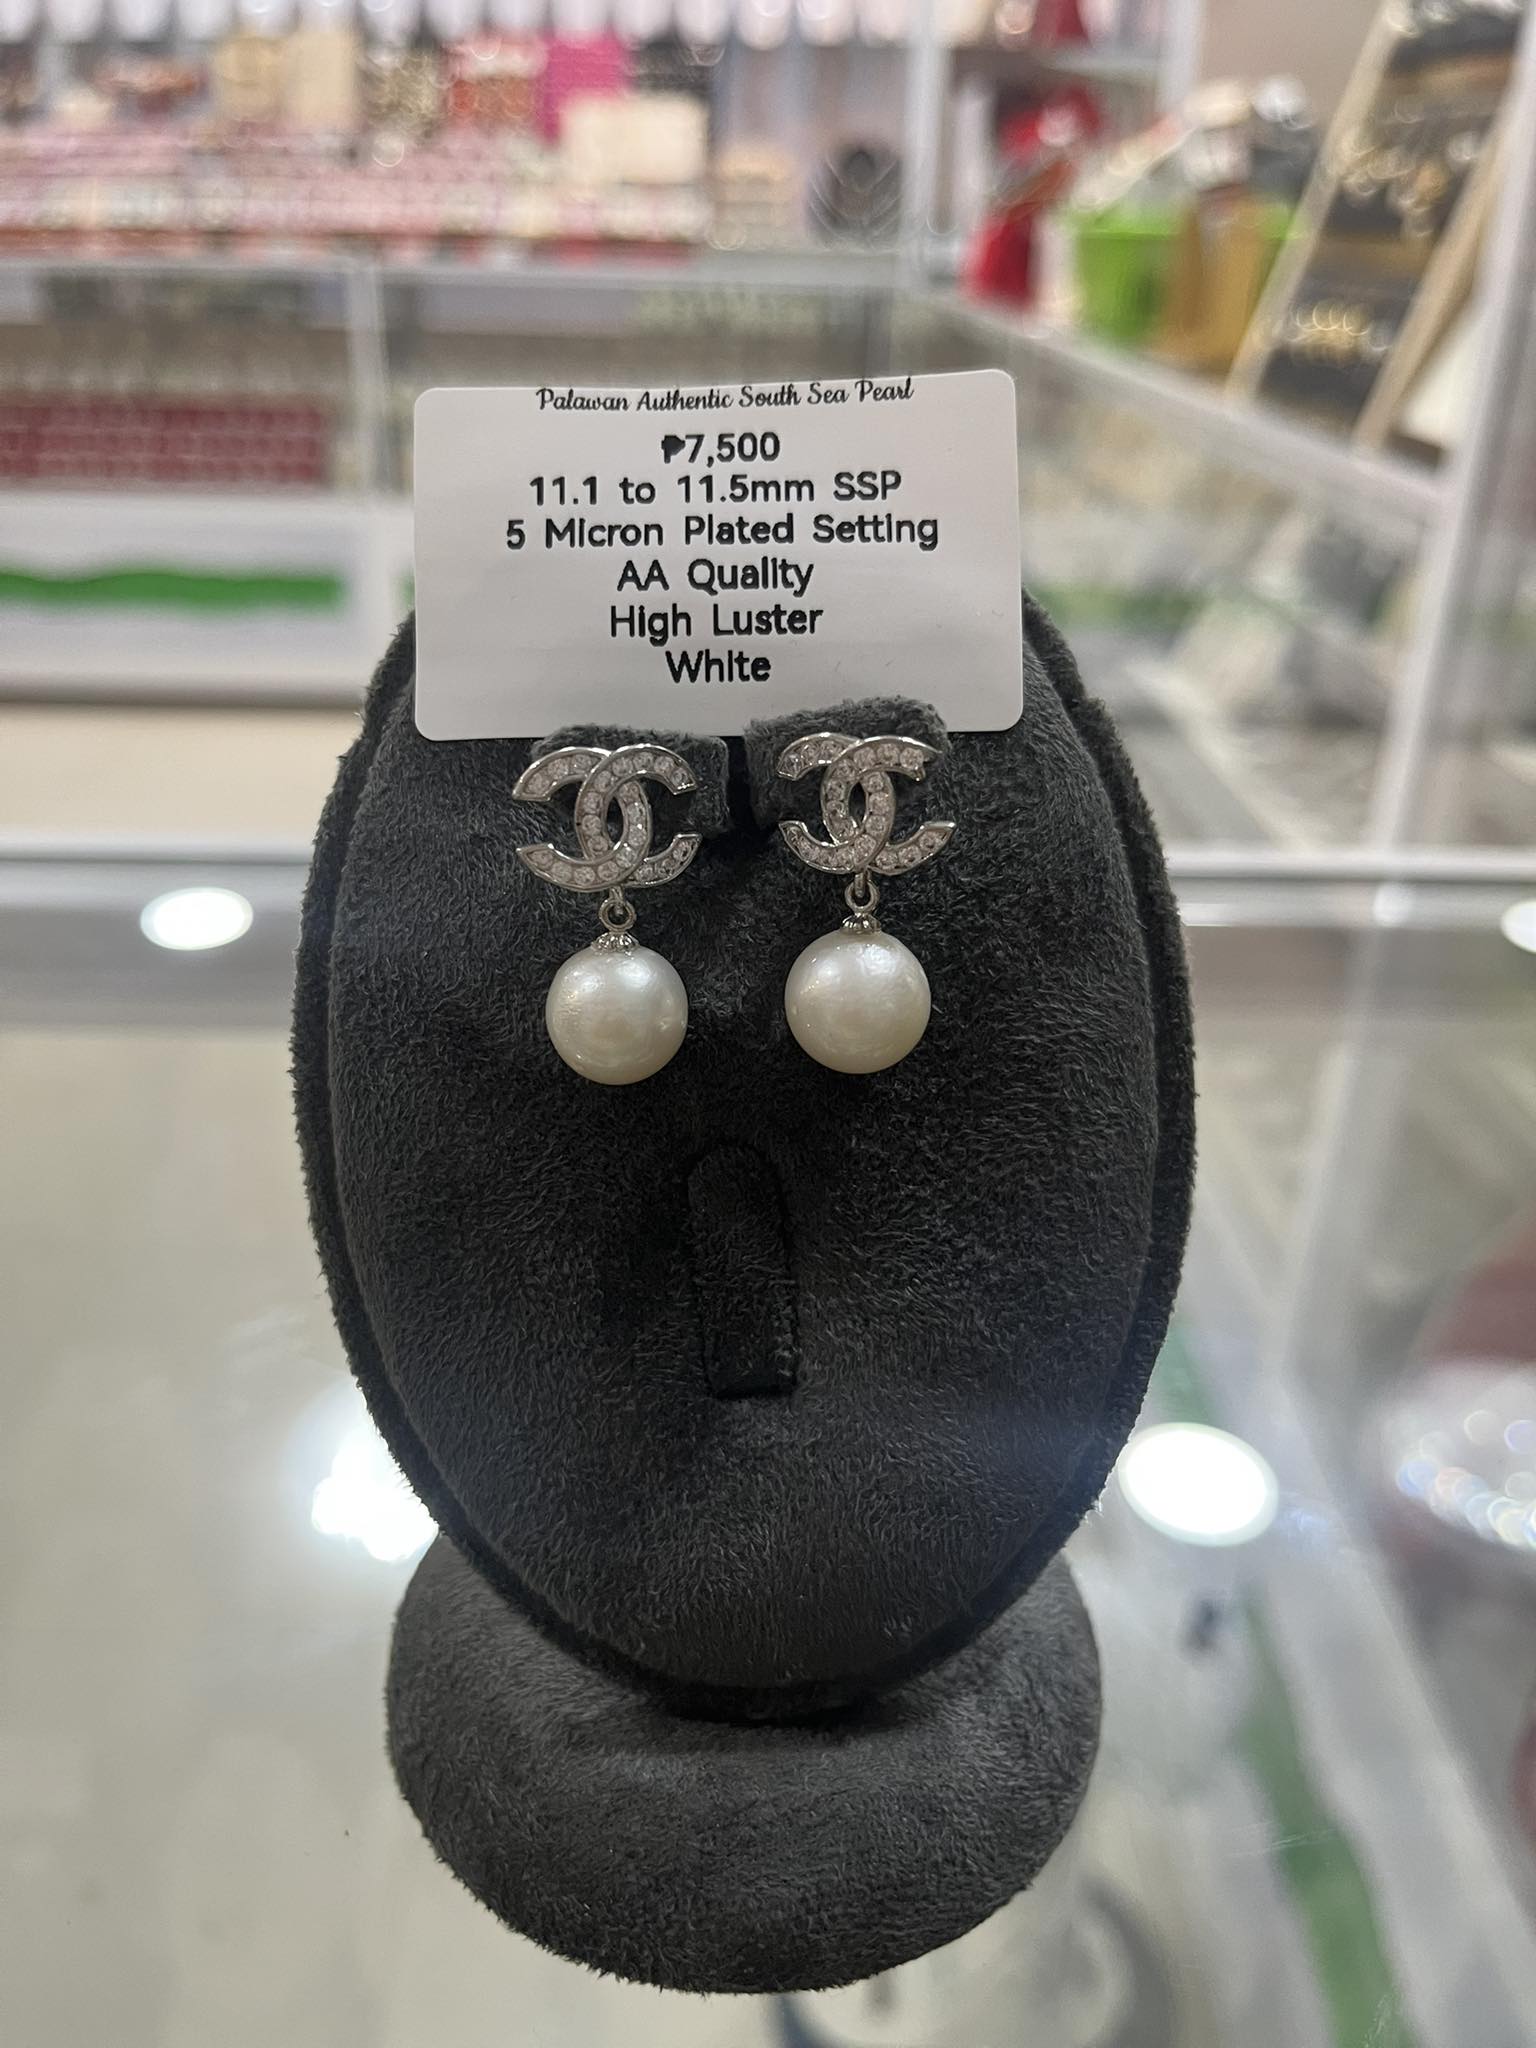 Palawan Authentic South Sea Pearl
₱7,500
11.1 to 11.5mm SSP
5 Micron Plated Setting
AA Quality
High Luster
White